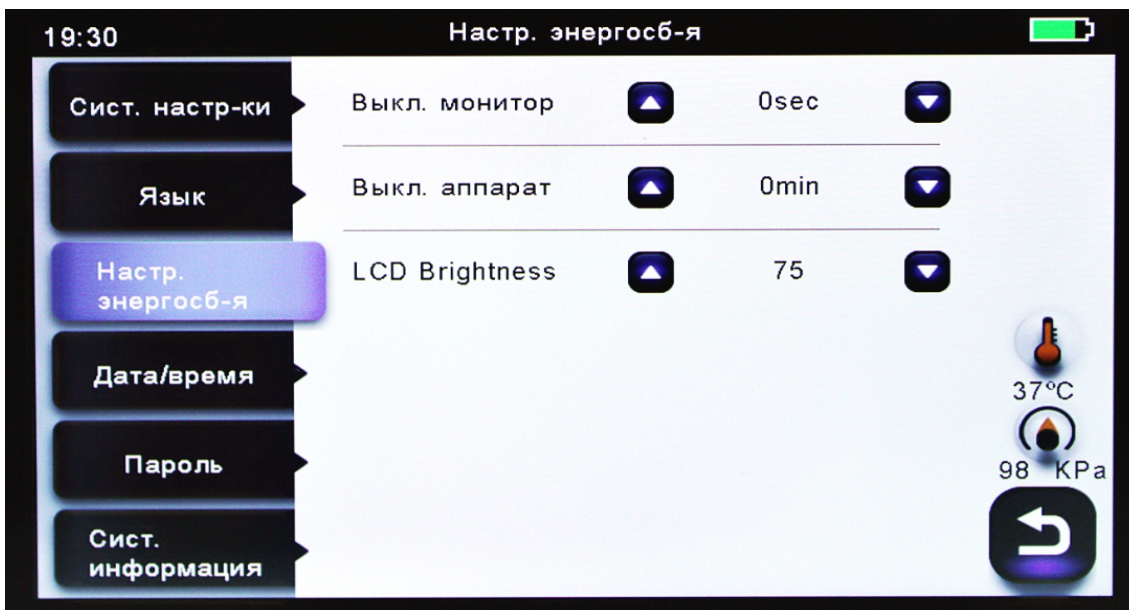 19:30
Настр. энергосб-я
Сист. настр-ки
Язык
Настр.
энергосб-я
Дата/время
Пароль
Сист.
информация
Выкл. монитор 0sec
Выкл. аппарат 0min
LCD Brightness 75
37°C
98 KPa